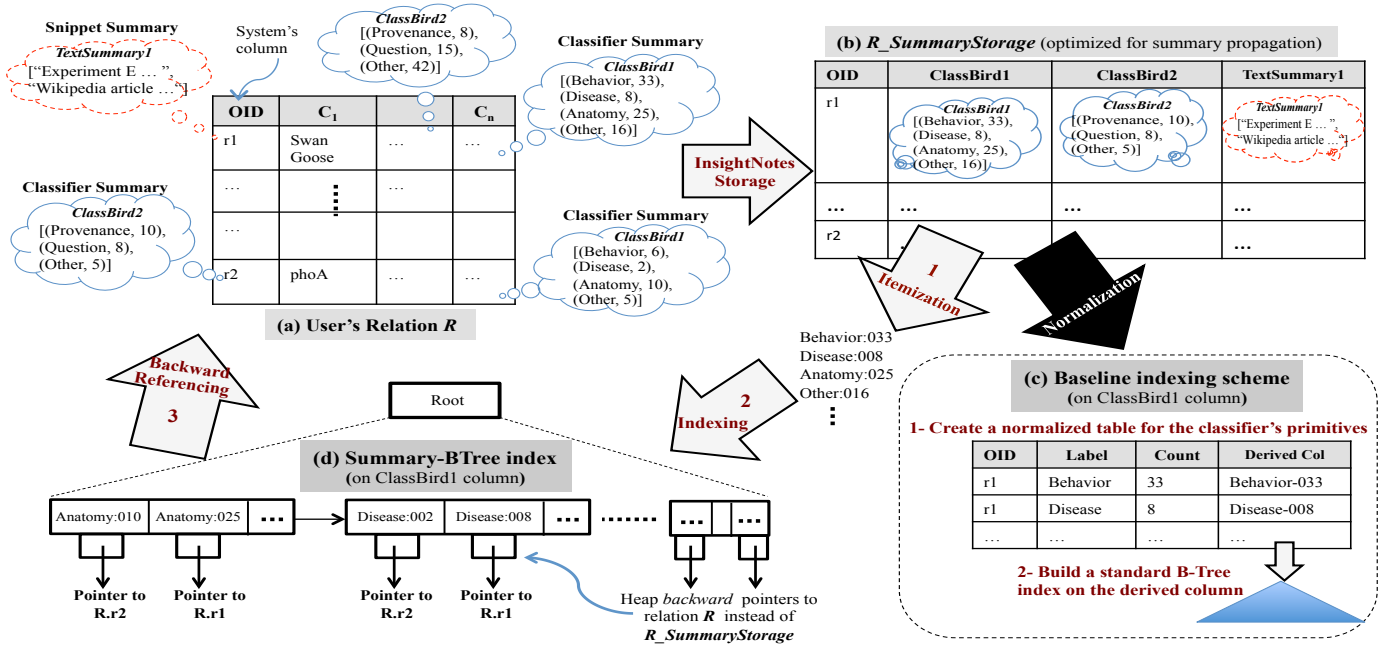 Snippet Summary
TextSummary1
[“Experiment E … ”,
“Wikipedia article …“]
System’s
column
ClassBird2
[(Provenance, 8),
(Question, 15),
(Other, 42)]
Classifier Summary
ClassBird1
[(Behavior, 33),
(Disease, 8),
(Anatomy, 25),
(Other, 16)]
OID C1 Cn
r1 Swan Goose … …
… …
…
r2 phoA … …
Classifier Summary
ClassBird2
[(Provenance, 10),
(Question, 8),
(Other, 5)]
Classifier Summary
ClassBird1
[(Behavior, 6),
(Disease, 2),
(Anatomy, 10),
(Other, 5)]
(a) User’s Relation R
InsightNotes
Storage
(b) R_SummaryStorage (optimized for summary propagation)
OID ClassBird1 ClassBird2 TextSummary1
r1
ClassBird1
[(Behavior, 33),
(Disease, 8),
(Anatomy, 25),
(Other, 16)]
ClassBird2
[(Provenance, 10),
(Question, 8),
(Other, 5)]
TextSummary1
[“Experiment E … ”,
“Wikipedia article …“]
… … … …
r2 … …
1
Itemization
Normalization
Behavior:033
Disease:008
Anatomy:025
Other:016
2
Indexing
Backward
Referencing
3
Root
(d) Summary-BTree index
(on ClassBird1 column)
Anatomy:010 Anatomy:025 … Disease:002 Disease:008 … … …
Pointer to
R.r2
Pointer to
R.r1
Pointer to
R.r2
Pointer to
R.r1
Heap backward pointers to
relation R instead of
R_SummaryStorage
(c) Baseline indexing scheme
(on ClassBird1 column)
1- Create a normalized table for the classifier’s primitives
OID Label Count Derived Col
r1 Behavior 33 Behavior-033
r1 Disease 8 Disease-008
… … … …
2- Build a standard B-Tree
index on the derived column